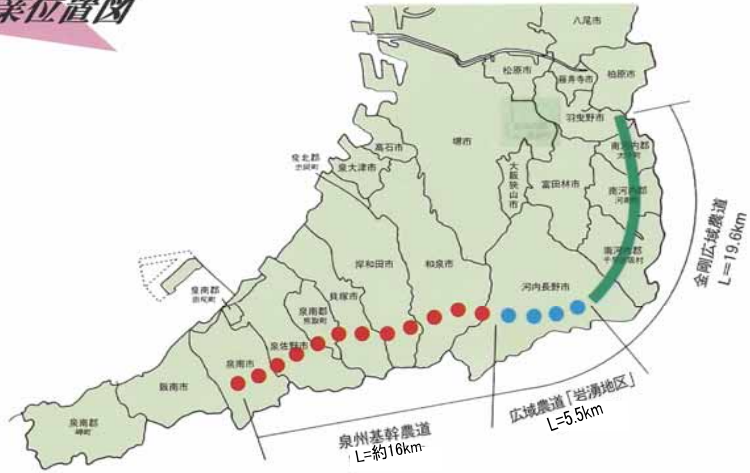 業位置図
八尾市
松原市
藤井寺市
柏原市
羽曳野市
堺市
高石市
泉北郡
忠岡町
泉大津市
大阪狭山市
富田林市
南河内郡
太子町
南河内郡
河南町
南河内郡
千早赤阪村
金剛広域農道
L=19.6km
岸和田市
和泉市
河内長野市
貝塚市
泉南郡
熊取町
泉南郡
田尻町
泉佐野市
泉南市
阪南市
泉南郡
岬町
泉州基幹農道
L=約16km
広域農道「岩湧地区」
L=5.5km